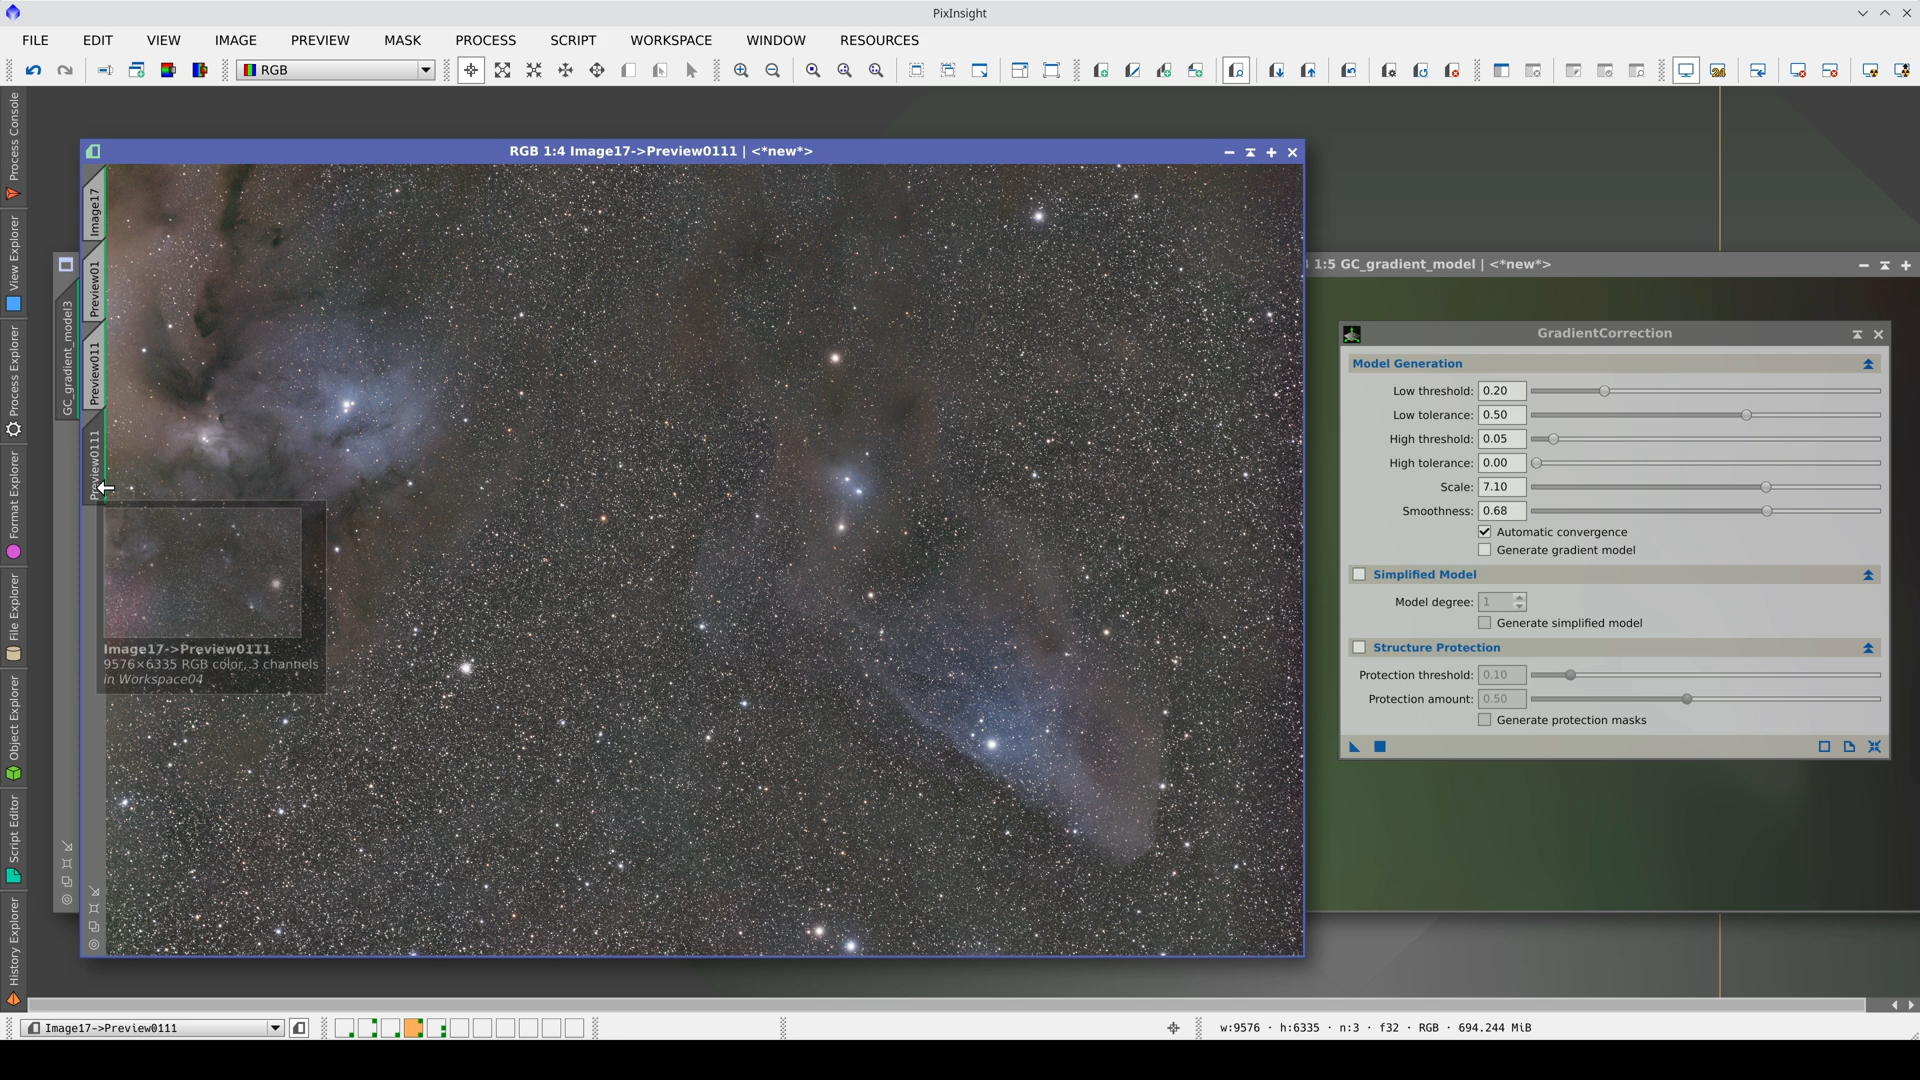 PixInsight
FILE EDIT VIEW IMAGE PREVIEW MASK PROCESS SCRIPT WORKSPACE WINDOW RESOURCES
RGB
Process Console
View Explorer
Process Explorer
Format Explorer
File Explorer
Object Explorer
Script Editor
History Explorer
RGB 1:4 Image17->Preview0111 | <*new*>
Image17
Preview01
Preview011
Preview0111
GC_gradient_model3
Image17->Preview0111
9576×6335 RGB color, 3 channels
in Workspace04
1:5 GC_gradient_model | <*new*>
GradientCorrection
Model Generation
Low threshold: 0.20
Low tolerance: 0.50
High threshold: 0.05
High tolerance: 0.00
Scale: 7.10
Smoothness: 0.68
Automatic convergence
Generate gradient model
Simplified Model
Model degree: 1
Generate simplified model
Structure Protection
Protection threshold: 0.10
Protection amount: 0.50
Generate protection masks
Image17->Preview0111
w:9576 · h:6335 · n:3 · f32 · RGB · 694.244 MiB